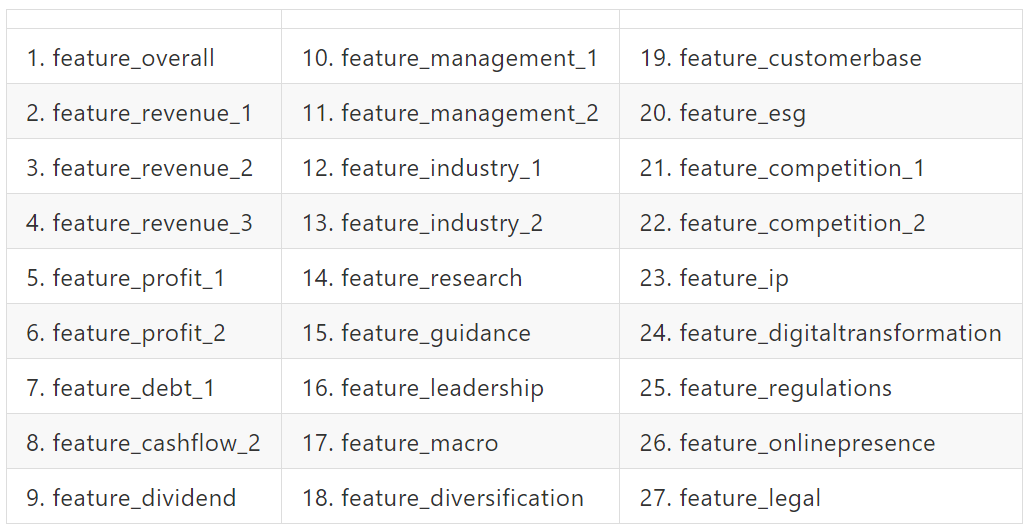 1. feature_overall
2. feature_revenue_1
3. feature_revenue_2
4. feature_revenue_3
5. feature_profit_1
6. feature_profit_2
7. feature_debt_1
8. feature_cashflow_2
9. feature_dividend
10. feature_management_1
11. feature_management_2
12. feature_industry_1
13. feature_industry_2
14. feature_research
15. feature_guidance
16. feature_leadership
17. feature_macro
18. feature_diversification
19. feature_customerbase
20. feature_esg
21. feature_competition_1
22. feature_competition_2
23. feature_ip
24. feature_digitaltransformation
25. feature_regulations
26. feature_onlinepresence
27. feature_legal